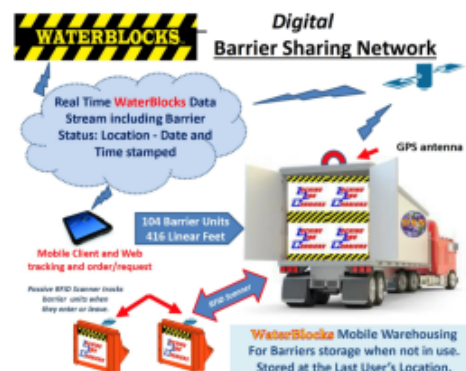 WATERBLOCKS
Digital
Barrier Sharing Network
Real Time WaterBlocks Data
Stream including Barrier
Status: Location - Date and
Time stamped
GPS antenna
104 Barrier Units
416 Linear Feet
Mobile Client and Web
tracking and order/request
Passive RFID Scanner tracks
barrier units when
they enter or leave.
RFID Scanner
WaterBlocks Mobile Warehousing
For Barriers storage when not in use.
Stored at the Last User's Location.